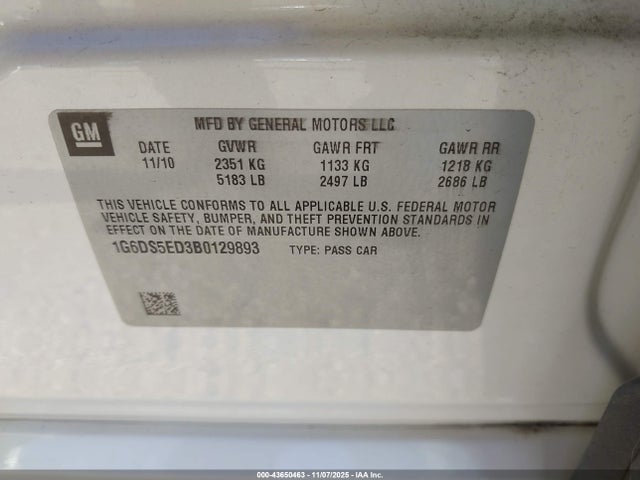 GM
MFD BY GENERAL MOTORS LLC
DATE GVWR GAWR FRT GAWR RR
11/10 2351 KG 1133 KG 1218 KG
5183 LB 2497 LB 2686 LB
THIS VEHICLE CONFORMS TO ALL APPLICABLE U.S. FEDERAL MOTOR
VEHICLE SAFETY, BUMPER, AND THEFT PREVENTION STANDARDS IN
EFFECT ON THE DATE OF MANUFACTURE SHOWN ABOVE.
1G6DS5ED3B0129893 TYPE: PASS CAR
000-43650463 - 11/07/2025 - IAA Inc.